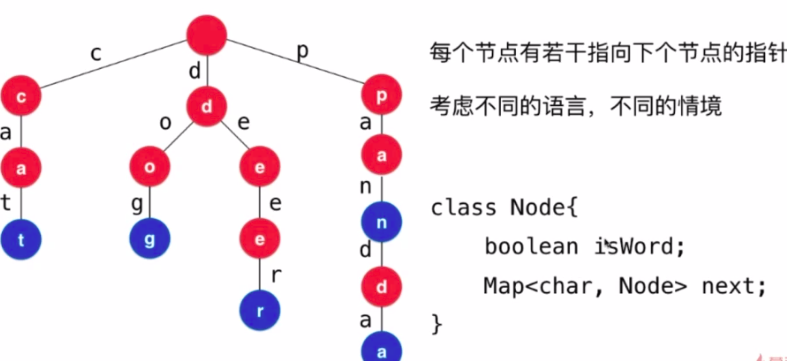 c
d
p
每个节点有若干指向下个节点的指针
c
d
p
a
o
e
a
考虑不同的语言，不同的情境
a
o
e
a
t
g
e
n
class Node{
t
g
e
n
boolean isWord;
r
d
d
Map<char, Node> next;
r
a
a
}